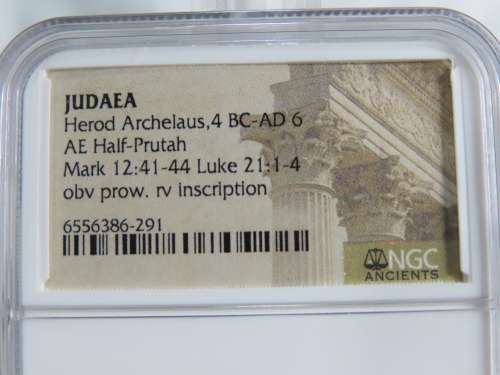 JUDAEA
Herod Archelaus,4 BC-AD 6
AE Half-Prutah
Mark 12:41-44 Luke 21:1-4
obv prow. rv inscription
6556386-291
NGC
ANCIENTS